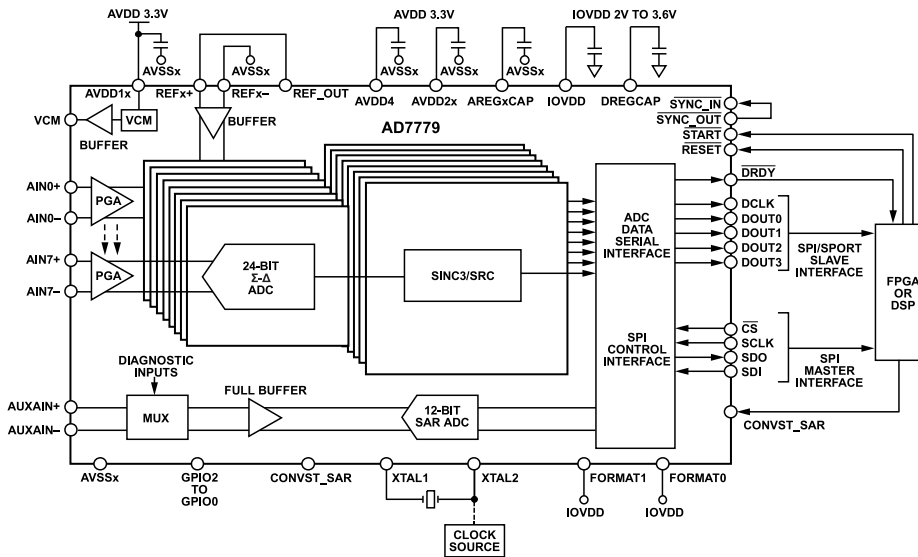 AVDD 3.3V
AVDD 3.3V
IOVDD 2V TO 3.6V
AVSSx
AVSSx
AVSSx
AVSSx
AVSSx
AVDD1x
REFx+
REFx–
REF_OUT
AVDD4
AVDD2x
AREGxCAP
IOVDD
DREGCAP
SYNC_IN
SYNC_OUT
START
RESET
VCM
VCM
BUFFER
BUFFER
AD7779
DRDY
AIN0+
PGA
AIN0–
AIN7+
PGA
AIN7–
24-BIT
Σ-Δ
ADC
SINC3/SRC
ADC
DATA
SERIAL
INTERFACE
DCLK
DOUT0
DOUT1
DOUT2
DOUT3
SPI/SPORT
SLAVE
INTERFACE
FPGA
OR
DSP
SPI
CONTROL
INTERFACE
CS
SCLK
SDO
SDI
SPI
MASTER
INTERFACE
DIAGNOSTIC
INPUTS
FULL BUFFER
AUXAIN+
AUXAIN–
MUX
12-BIT
SAR ADC
CONVST_SAR
AVSSx
GPIO2
TO
GPIO0
CONVST_SAR
XTAL1
XTAL2
FORMAT1
FORMAT0
IOVDD
IOVDD
CLOCK
SOURCE